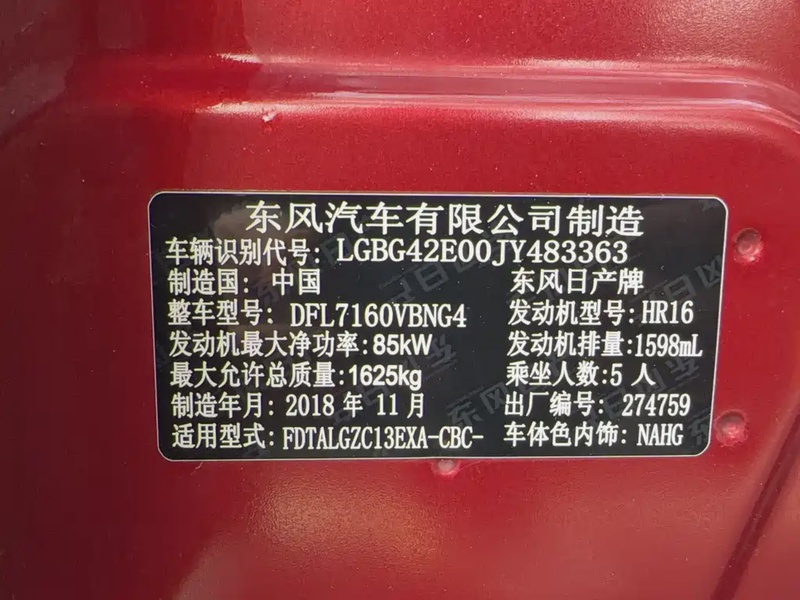 东风汽车有限公司制造
车辆识别代号: LGBG42E00JY483363
制造国: 中国 东风日产牌
整车型号: DFL7160VBNG4 发动机型号: HR16
发动机最大净功率: 85kW 发动机排量: 1598mL
最大允许总质量: 1625kg 乘坐人数: 5 人
制造年月: 2018 年 11 月 出厂编号: 274759
适用型式: FDTALGZC13EXA-CBC- 车体色内饰: NAHG